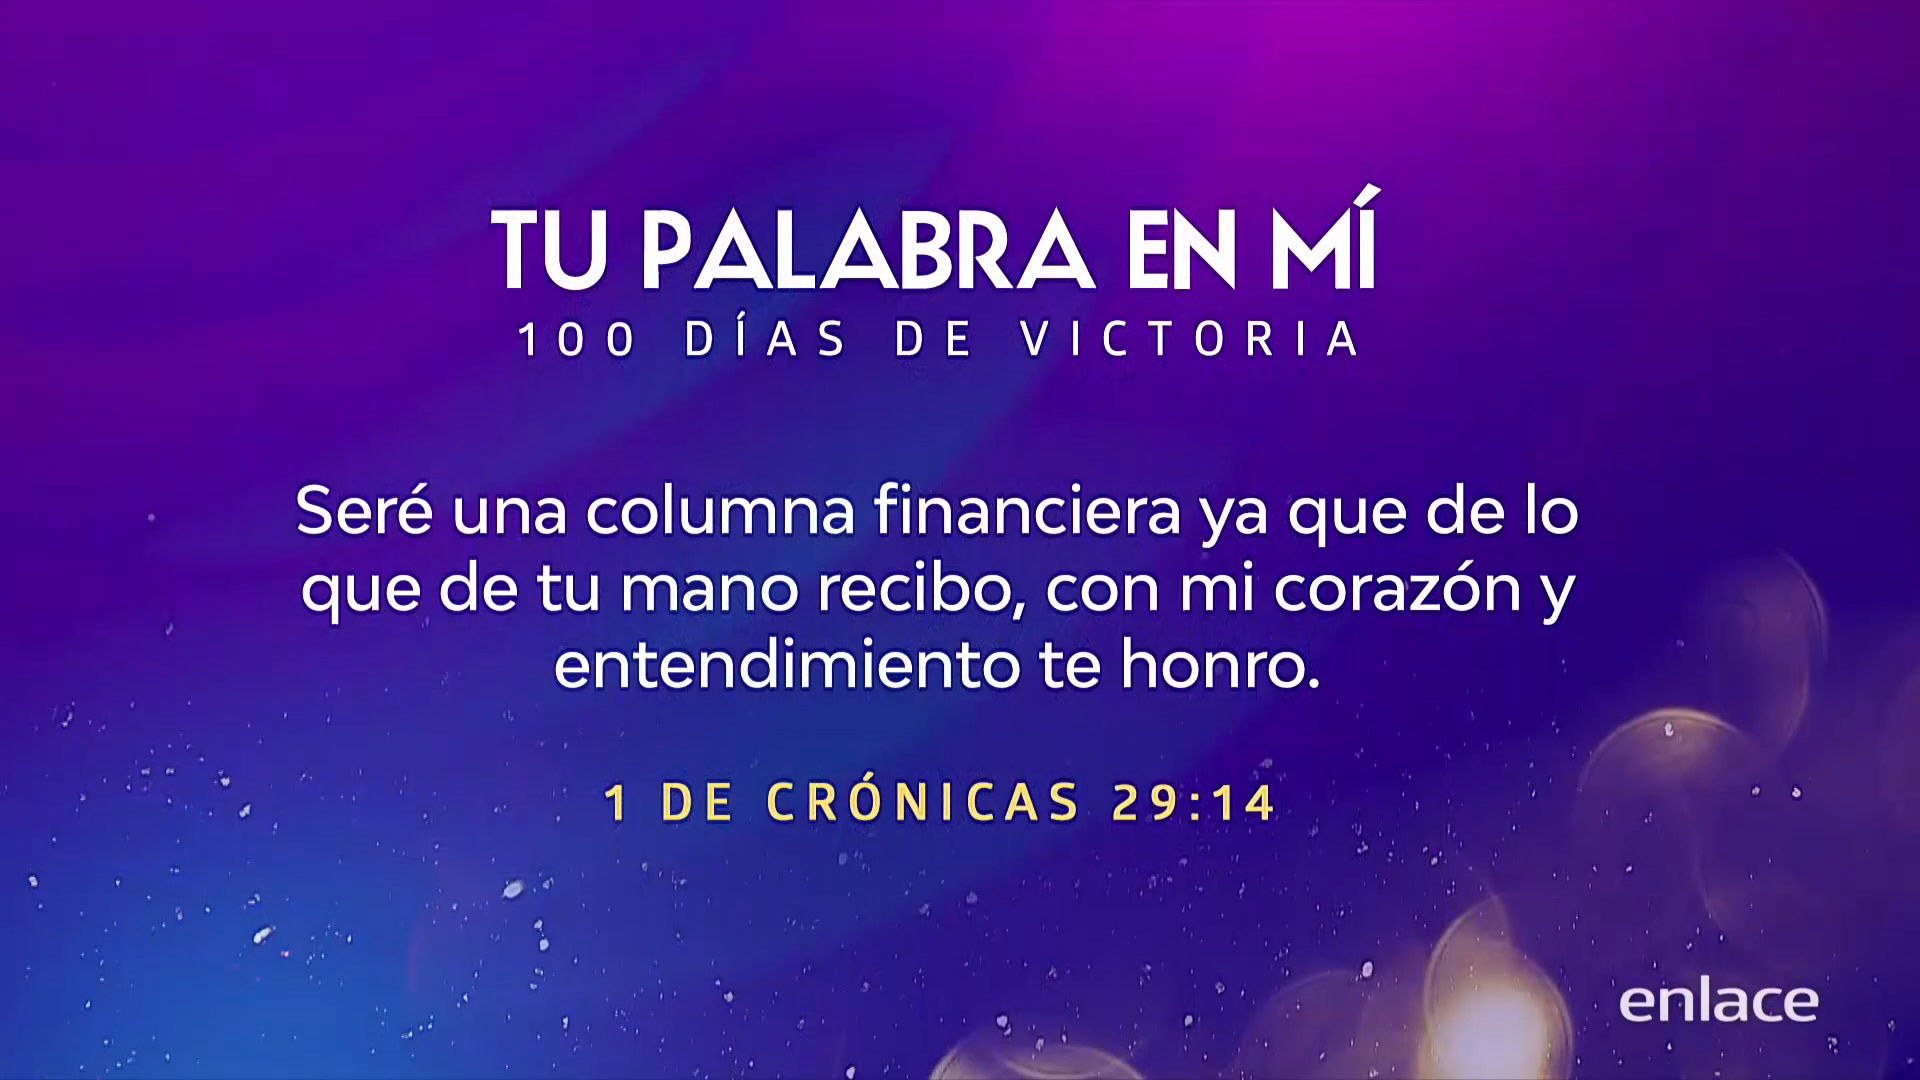 TU PALABRA EN MÍ
100 DÍAS DE VICTORIA
Seré una columna financiera ya que de lo
que de tu mano recibo, con mi corazón y
entendimiento te honro.
1 DE CRÓNICAS 29:14
enlace